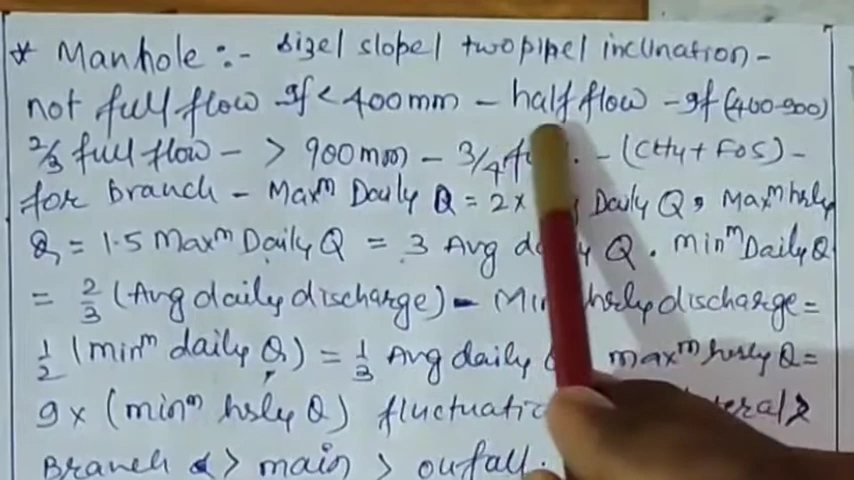 * Manhole :- size/ slope/ two pipe/ inclination -
not full flow - If < 400mm - half flow - If (400-900)
2/3 full flow - > 900mm - 3/4 - (CH4 + FOS) -
for Branch - Maxm Daily Q = 2x Daily Q, Maxm hrly
Q = 1.5 Maxm Daily Q = 3 Avg daily Q. Minm Daily Q
= 2/3 (Avg daily discharge) - Min hrly discharge =
1/2 (minm daily Q) = 1/3 Avg daily maxm hrly Q =
9 x (minm hrly Q) >
Branch > main > oufall.